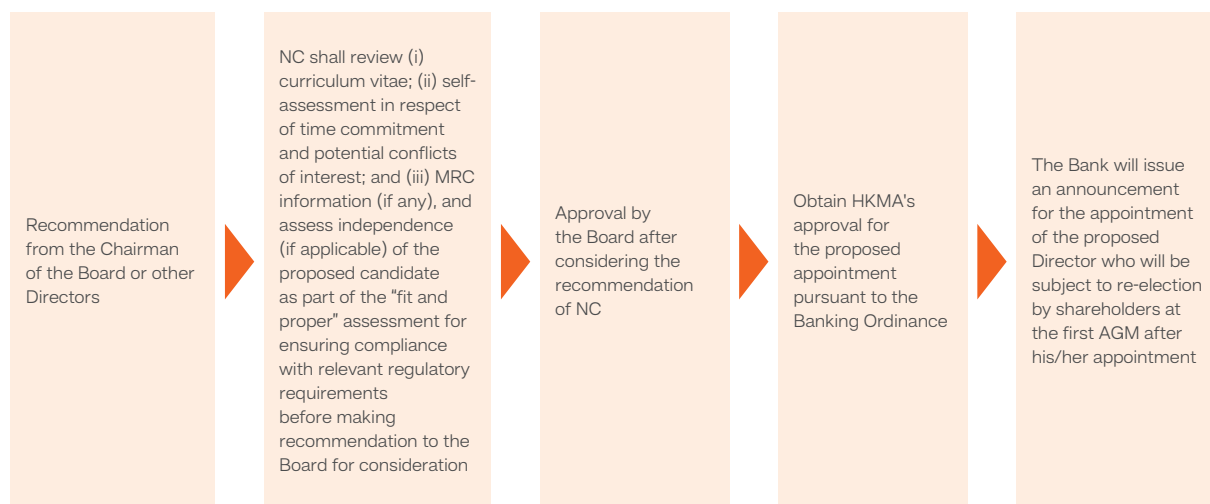 Recommendation
from the Chairman
of the Board or other
Directors
NC shall review (i)
curriculum vitae; (ii) self-
assessment in respect
of time commitment
and potential conflicts
of interest; and (iii) MRC
information (if any), and
assess independence
(if applicable) of the
proposed candidate
as part of the "fit and
proper" assessment for
ensuring compliance
with relevant regulatory
requirements
before making
recommendation to the
Board for consideration
Approval by
the Board after
considering the
recommendation
of NC
Obtain HKMA's
approval for
the proposed
appointment
pursuant to the
Banking Ordinance
The Bank will issue
an announcement
for the appointment
of the proposed
Director who will be
subject to re-election
by shareholders at
the first AGM after
his/her appointment